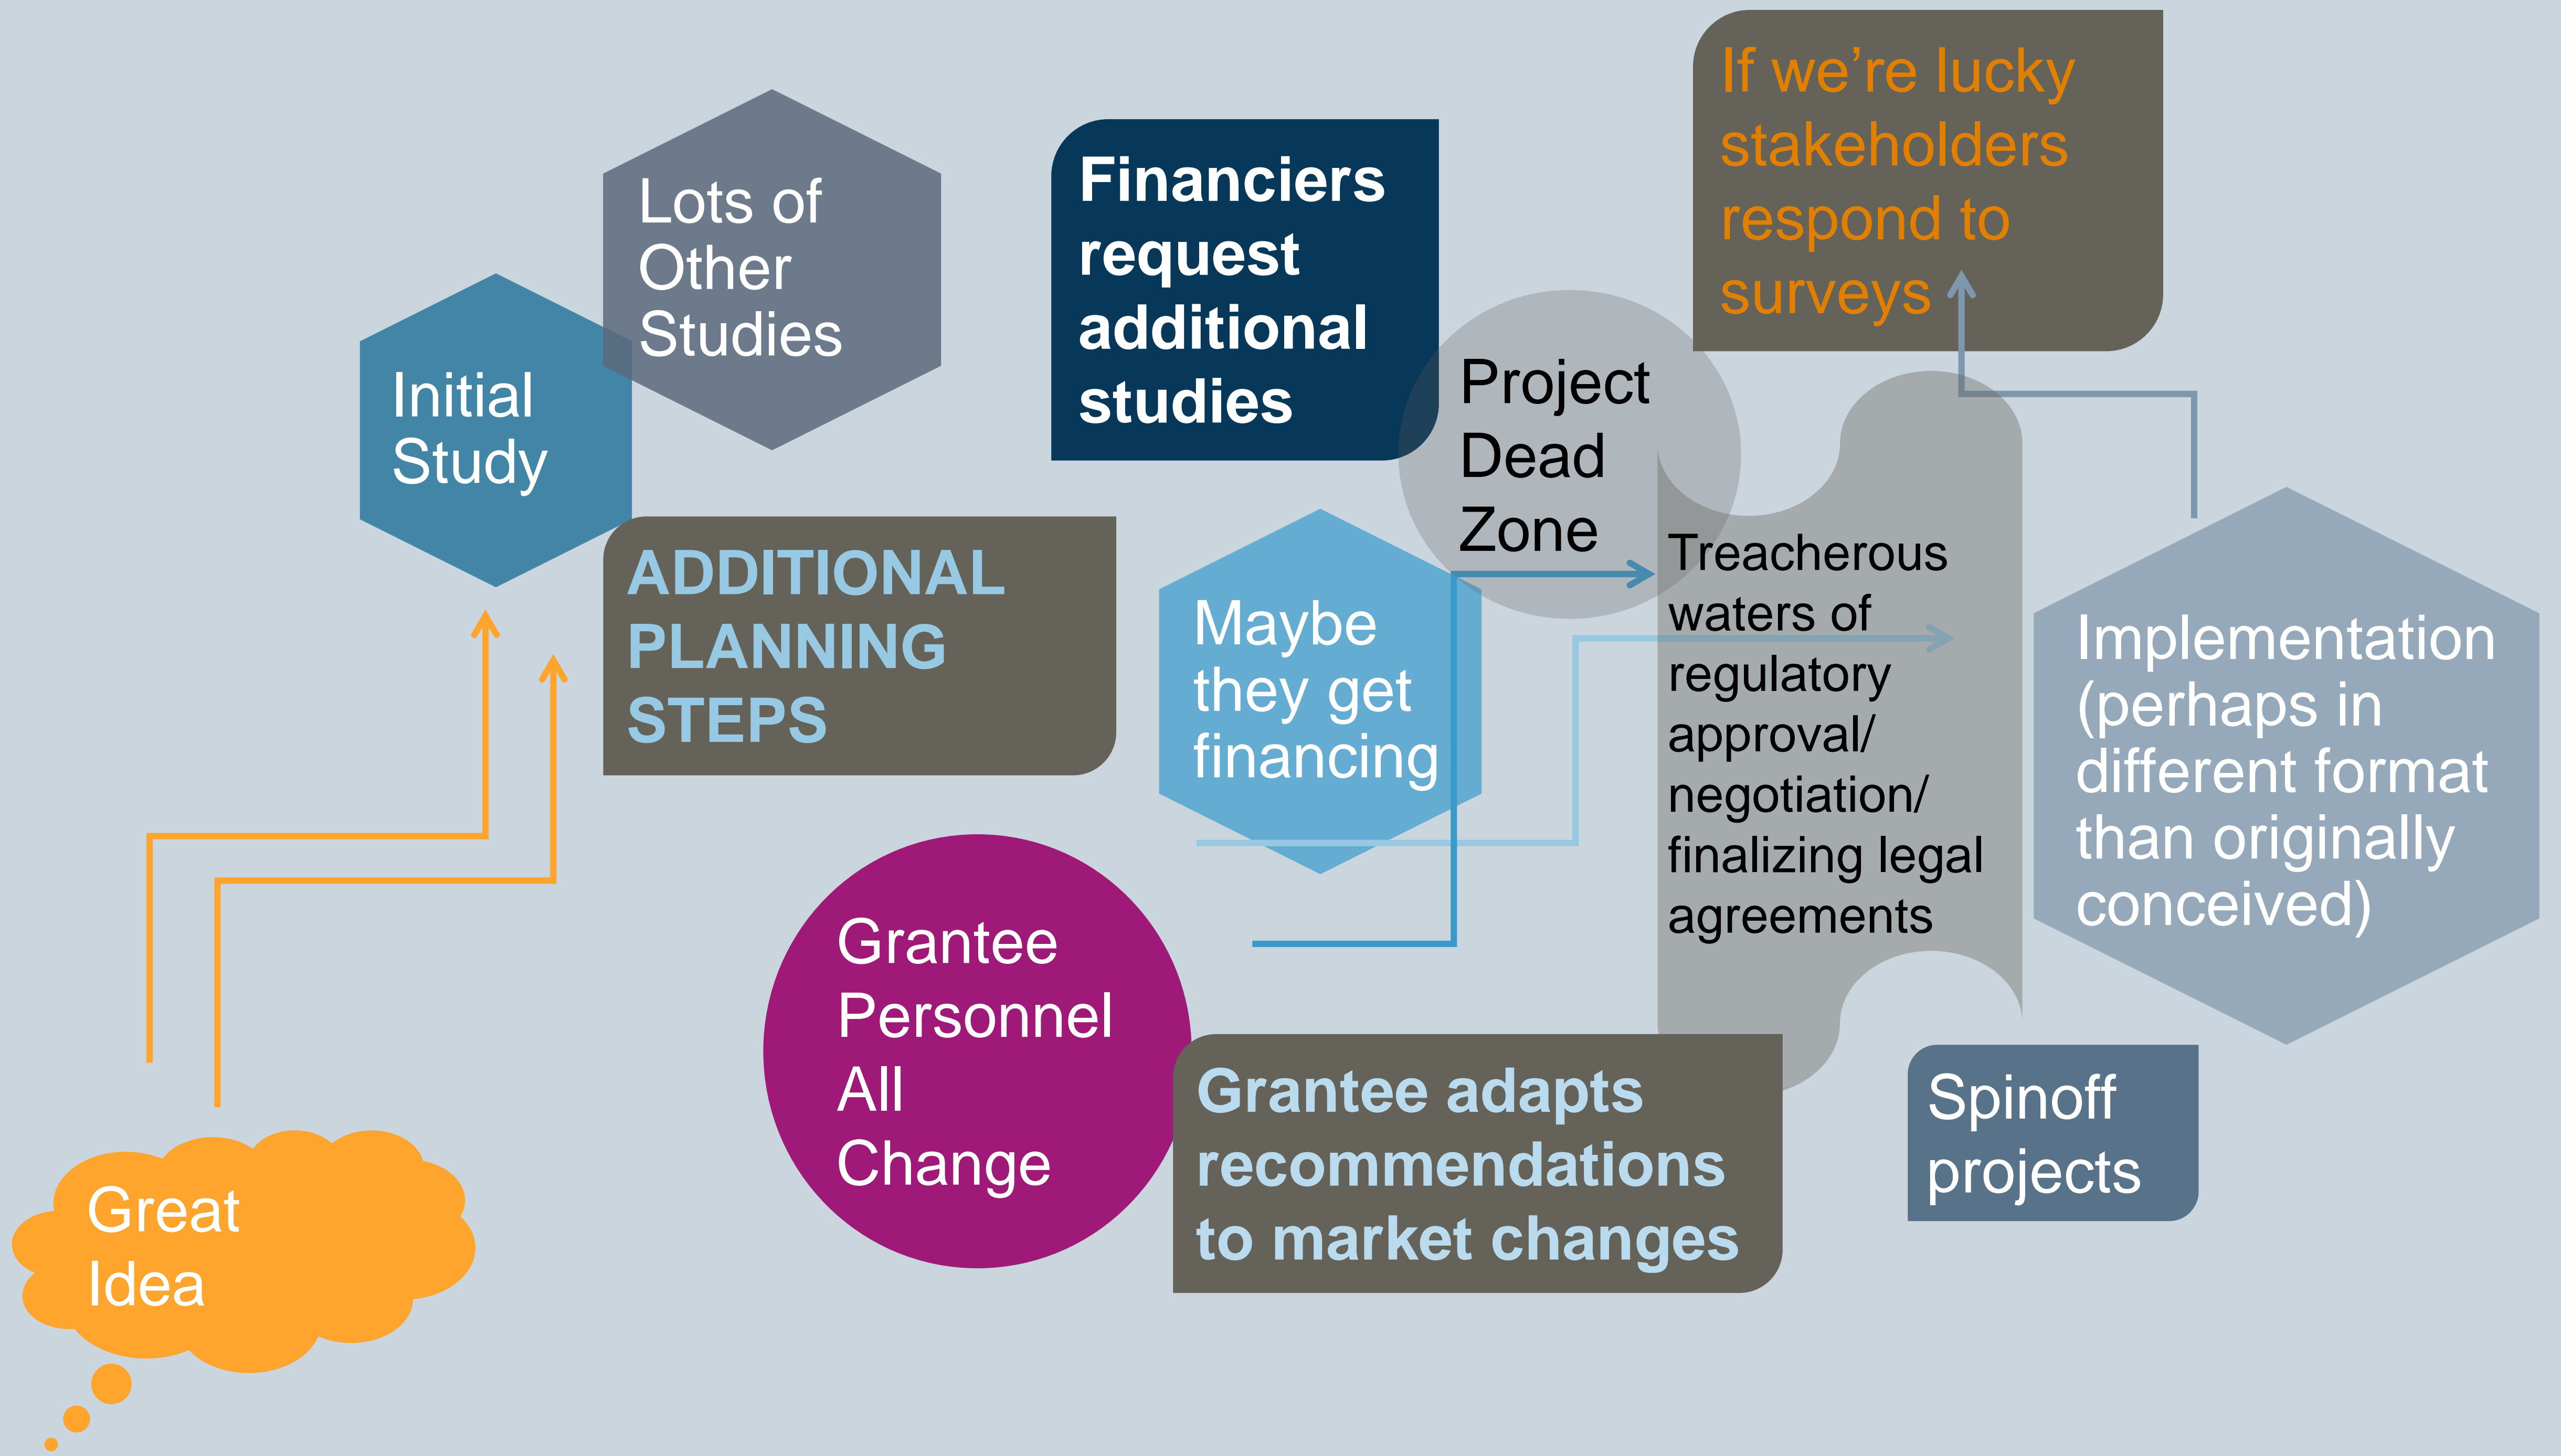 Great
Idea
Initial
Study
Lots of
Other
Studies
ADDITIONAL
PLANNING
STEPS
Financiers
request
additional
studies
Maybe
they get
financing
Grantee
Personnel
All
Change
Grantee adapts
recommendations
to market changes
Project
Dead
Zone
Treacherous
waters of
regulatory
approval/
negotiation/
finalizing legal
agreements
If we’re lucky
stakeholders
respond to
surveys
Implementation
(perhaps in
different format
than originally
conceived)
Spinoff
projects